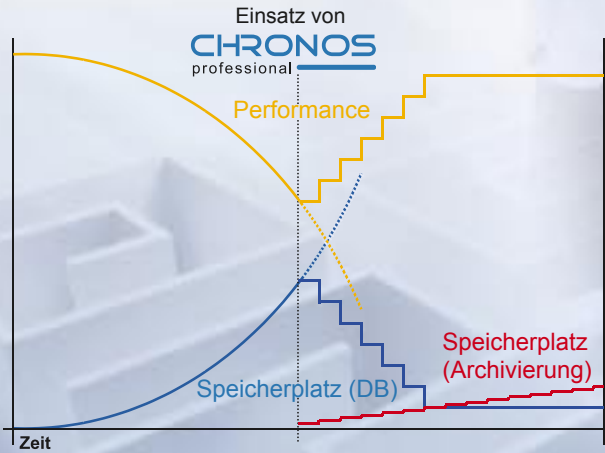 Einsatz von
CHRONOS
professional
Performance
Speicherplatz
(Archivierung)
Speicherplatz (DB)
Zeit